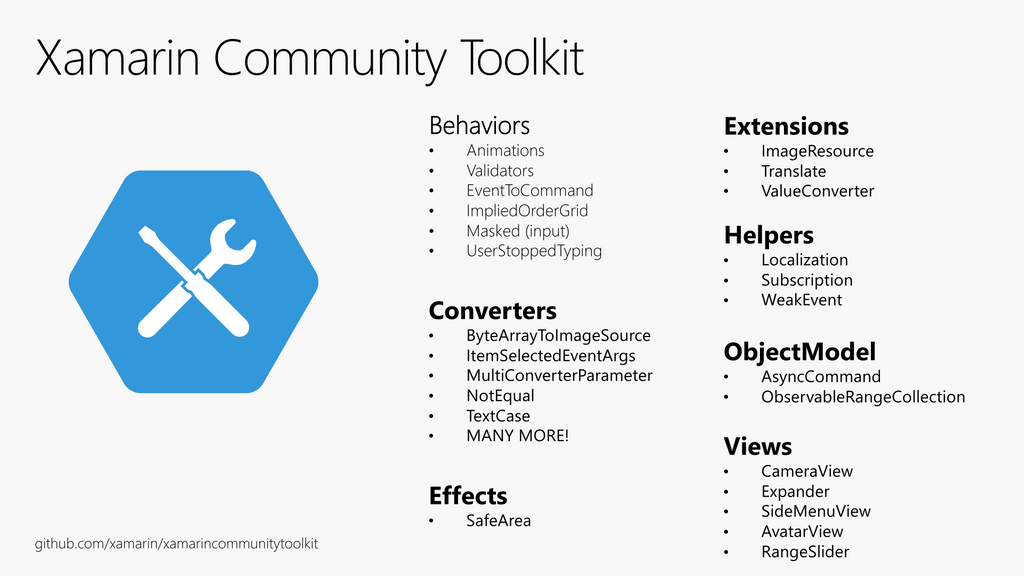 Xamarin Community Toolkit
Behaviors
• Animations
• Validators
• EventToCommand
• ImpliedOrderGrid
• Masked (input)
• UserStoppedTyping
Converters
• ByteArrayToImageSource
• ItemSelectedEventArgs
• MultiConverterParameter
• NotEqual
• TextCase
• MANY MORE!
Effects
• SafeArea
Extensions
• ImageResource
• Translate
• ValueConverter
Helpers
• Localization
• Subscription
• WeakEvent
ObjectModel
• AsyncCommand
• ObservableRangeCollection
Views
• CameraView
• Expander
• SideMenuView
• AvatarView
• RangeSlider
github.com/xamarin/xamarincommunitytoolkit